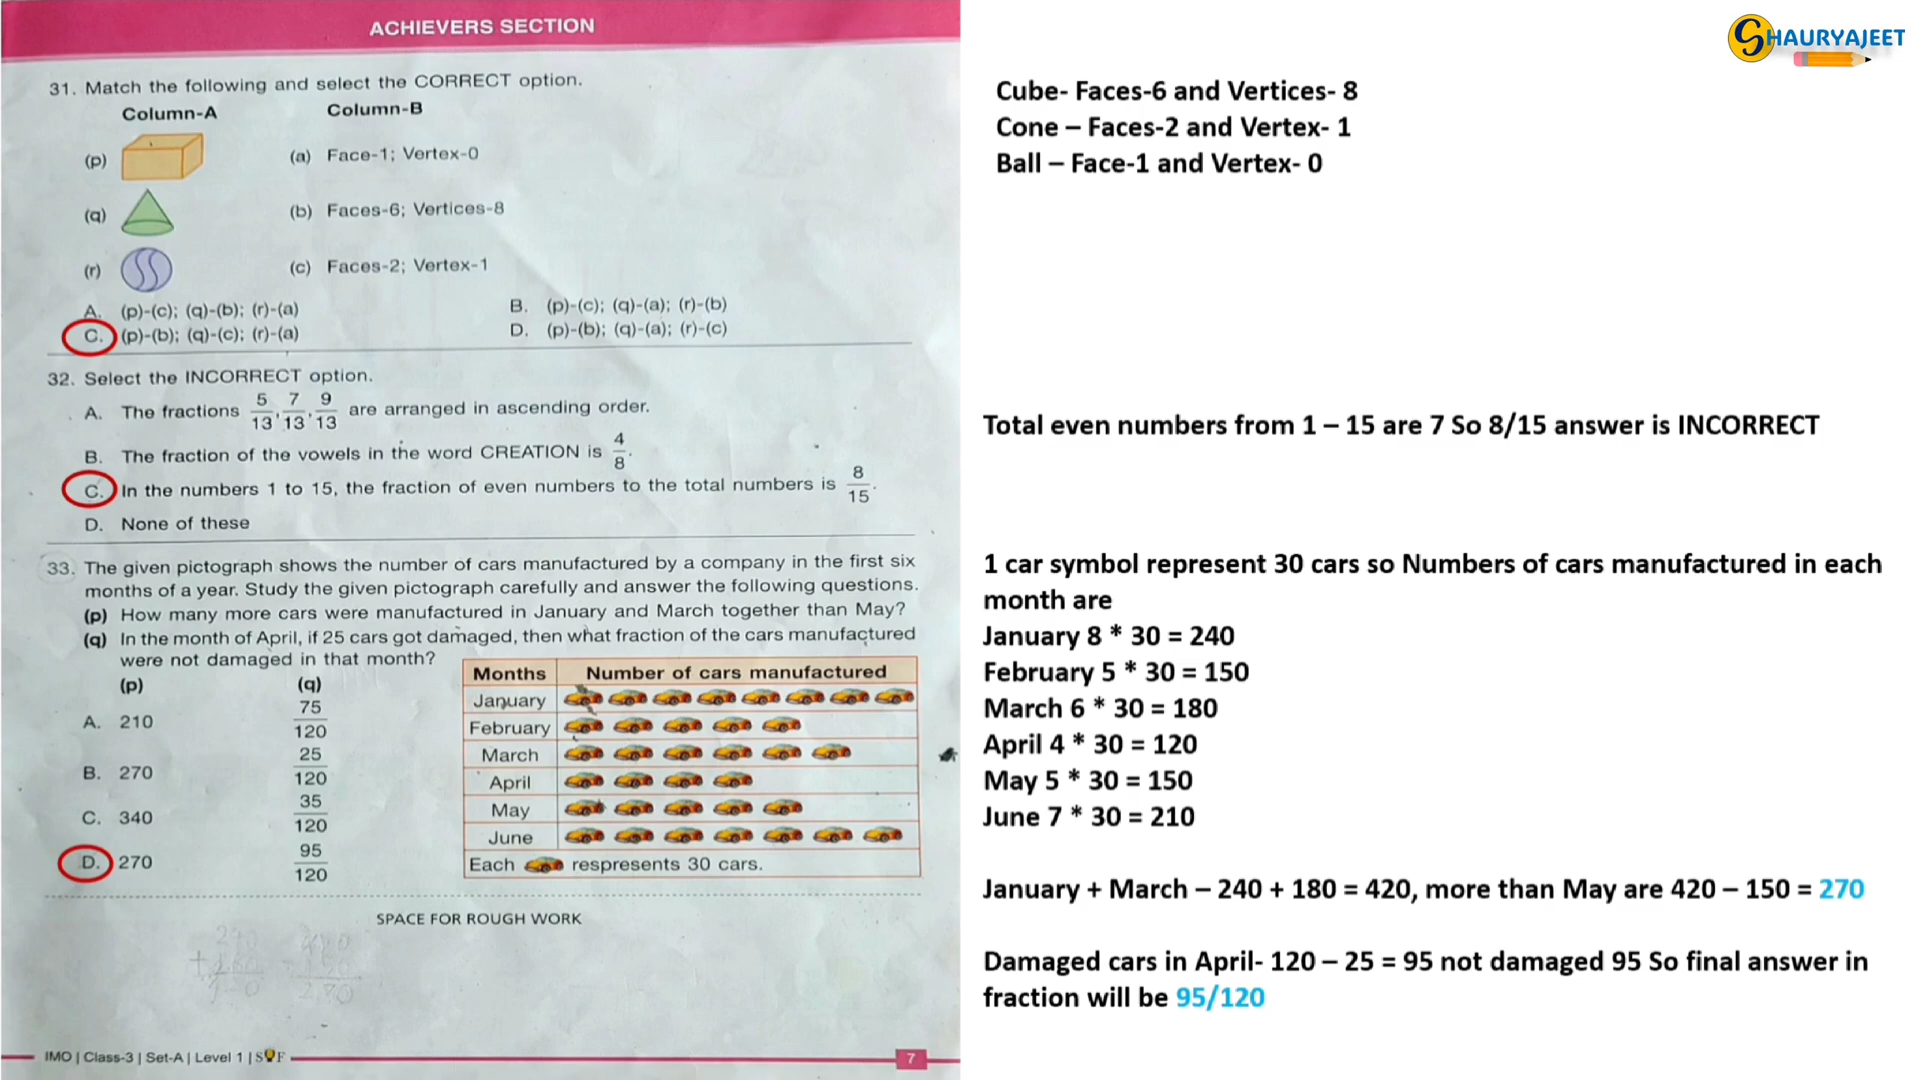 ACHIEVERS SECTION
31. Match the following and select the CORRECT option.
Column-A Column-B
(p) (a) Face-1; Vertex-0
(q) (b) Faces-6; Vertices-8
(r) (c) Faces-2; Vertex-1
A. (p)-(c); (q)-(b); (r)-(a) B. (p)-(c); (q)-(a); (r)-(b)
C. (p)-(b); (q)-(c); (r)-(a) D. (p)-(b); (q)-(a); (r)-(c)
32. Select the INCORRECT option.
A. The fractions 5/13, 7/13, 9/13 are arranged in ascending order.
B. The fraction of the vowels in the word CREATION is 4/8.
C. In the numbers 1 to 15, the fraction of even numbers to the total numbers is 8/15.
D. None of these
33. The given pictograph shows the number of cars manufactured by a company in the first six
months of a year. Study the given pictograph carefully and answer the following questions.
(p) How many more cars were manufactured in January and March together than May?
(q) In the month of April, if 25 cars got damaged, then what fraction of the cars manufactured
were not damaged in that month?
(p) (q)
A. 210 75/120
B. 270 25/120
C. 340 35/120
D. 270 95/120
Months Number of cars manufactured
January
February
March
April
May
June
Each respresents 30 cars.
SPACE FOR ROUGH WORK
IMO | Class-3 | Set-A | Level 1 | SOF
7
SHAURYAJEET
Cube- Faces-6 and Vertices- 8
Cone – Faces-2 and Vertex- 1
Ball – Face-1 and Vertex- 0
Total even numbers from 1 – 15 are 7 So 8/15 answer is INCORRECT
1 car symbol represent 30 cars so Numbers of cars manufactured in each
month are
January 8 * 30 = 240
February 5 * 30 = 150
March 6 * 30 = 180
April 4 * 30 = 120
May 5 * 30 = 150
June 7 * 30 = 210
January + March – 240 + 180 = 420, more than May are 420 – 150 = 270
Damaged cars in April- 120 – 25 = 95 not damaged 95 So final answer in
fraction will be 95/120